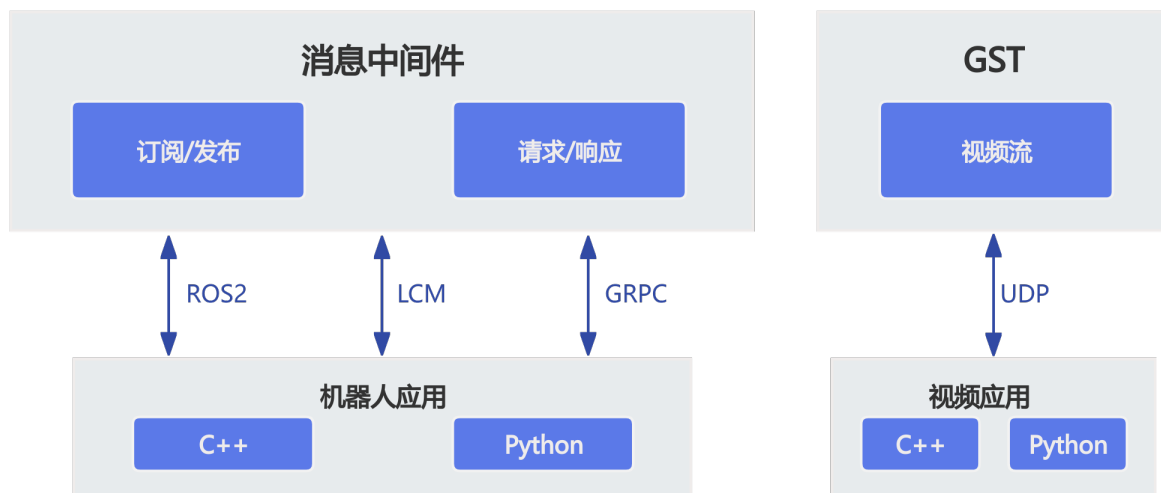 消息中间件
订阅/发布
请求/响应
GST
视频流
ROS2
LCM
GRPC
UDP
机器人应用
C++
Python
视频应用
C++
Python